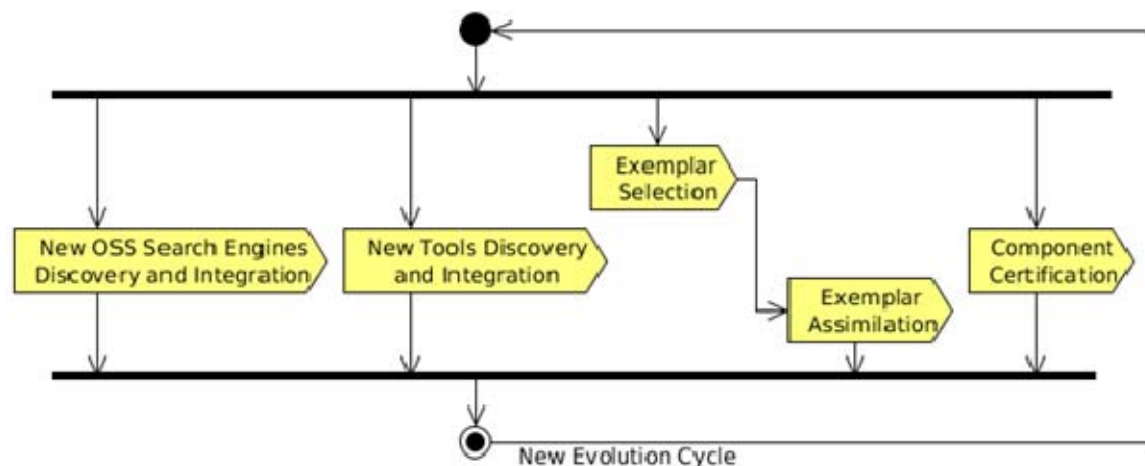 Exemplar
Selection
New OSS Search Engines
Discovery and Integration
New Tools Discovery
and Integration
Component
Certification
Exemplar
Assimilation
New Evolution Cycle